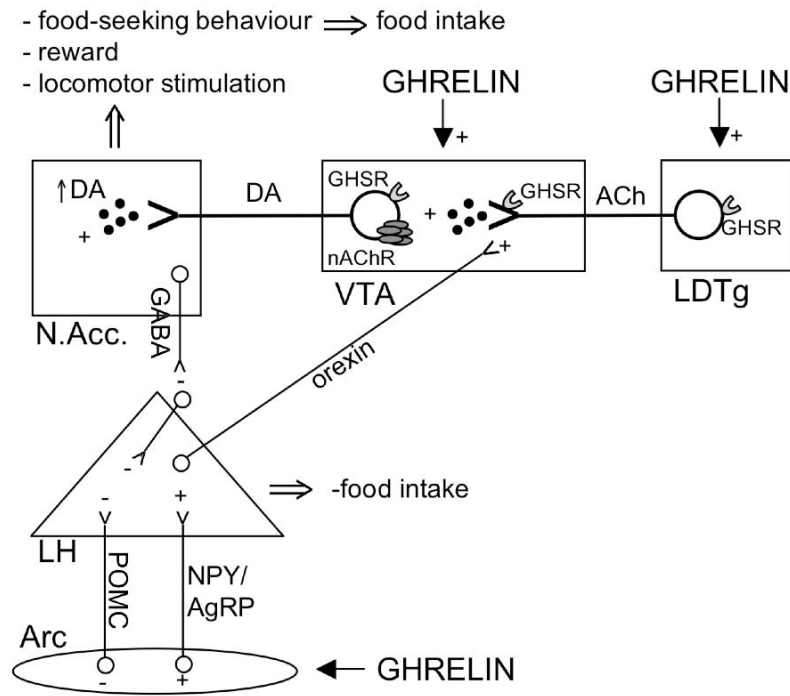 - food-seeking behaviour ⇒ food intake
- reward
- locomotor stimulation
GHRELIN
GHRELIN
+
+
↑DA
+
DA
GHSR
+
GHSR
ACh
GHSR
nAChR
+
VTA
LDTg
N.Acc.
GABA
orexin
-
-
-
+
-food intake
LH
POMC
NPY/
AgRP
Arc
-
+
GHRELIN